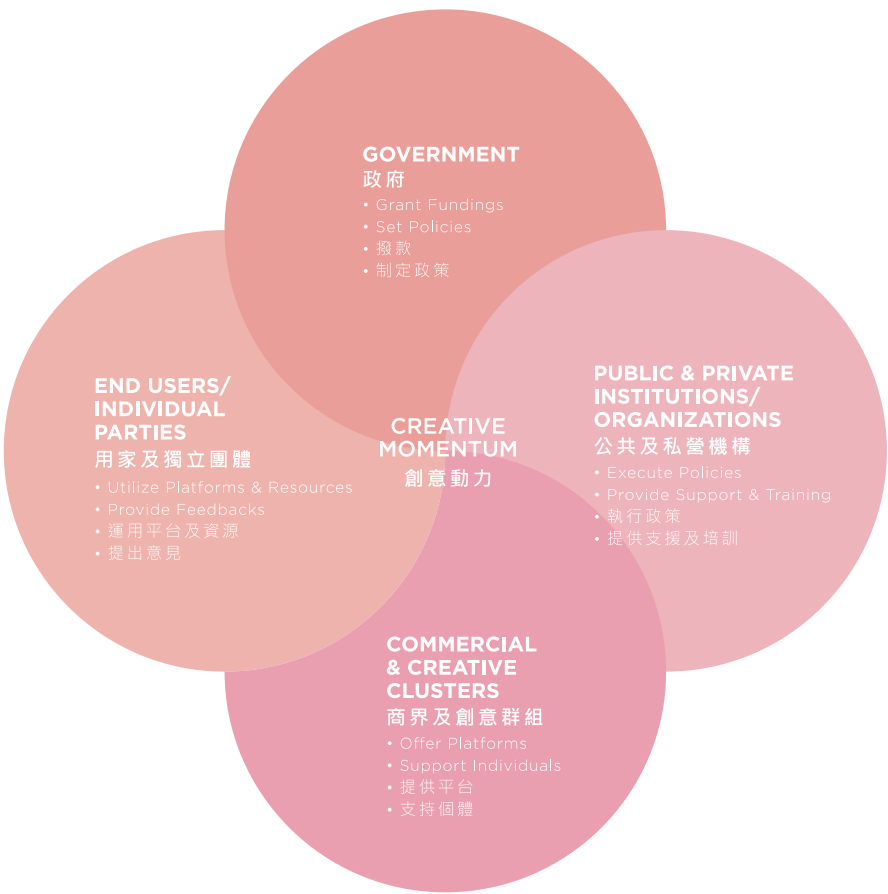 GOVERNMENT
政府
• Grant Fundings
• Set Policies
• 撥款
• 制定政策
END USERS/
INDIVIDUAL
PARTIES
用家及獨立團體
• Utilize Platforms & Resources
• Provide Feedbacks
• 運用平台及資源
• 提出意見
CREATIVE
MOMENTUM
創意動力
PUBLIC & PRIVATE
INSTITUTIONS/
ORGANIZATIONS
公共及私營機構
• Execute Policies
• Provide Support & Training
• 執行政策
• 提供支援及培訓
COMMERCIAL
& CREATIVE
CLUSTERS
商界及創意群組
• Offer Platforms
• Support Individuals
• 提供平台
• 支持個體